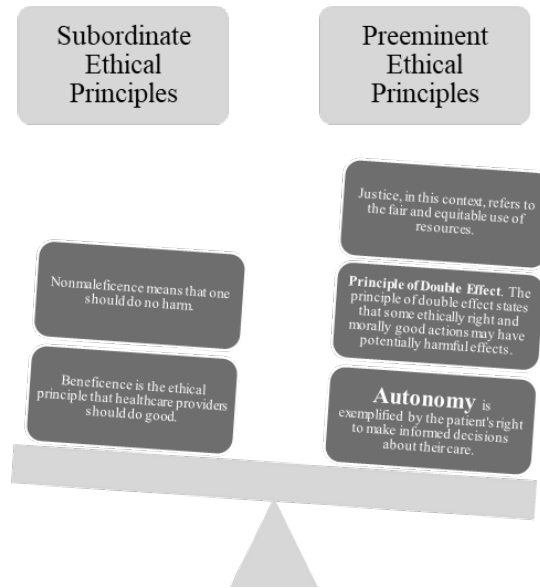 Subordinate
Ethical
Principles
Preeminent
Ethical
Principles
Nonmaleficence means that one
should do no harm.
Beneficence is the ethical
principle that healthcare providers
should do good.
Justice, in this context, refers to
the fair and equitable use of
resources.
Principle of Double Effect. The
principle of double effect states
that some ethically right and
morally good actions may have
potentially harmful effects.
Autonomy is
exemplified by the patient's right
to make informed decisions
about their care.